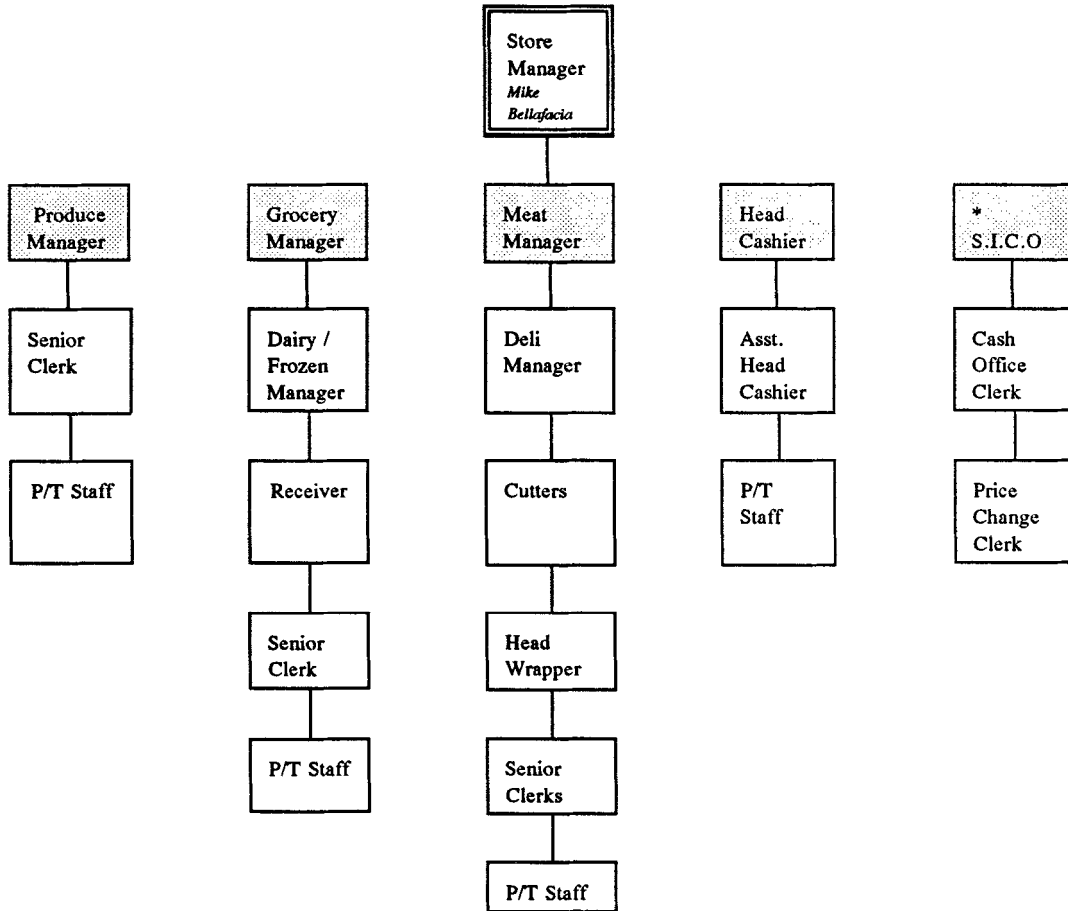 Store
Manager
Mike
Bellafacia
Produce
Manager
Grocery
Manager
Meat
Manager
Head
Cashier
*
S.I.C.O
Senior
Clerk
Dairy /
Frozen
Manager
Deli
Manager
Asst.
Head
Cashier
Cash
Office
Clerk
P/T Staff
Receiver
Cutters
P/T
Staff
Price
Change
Clerk
Senior
Clerk
Head
Wrapper
P/T Staff
Senior
Clerks
P/T Staff